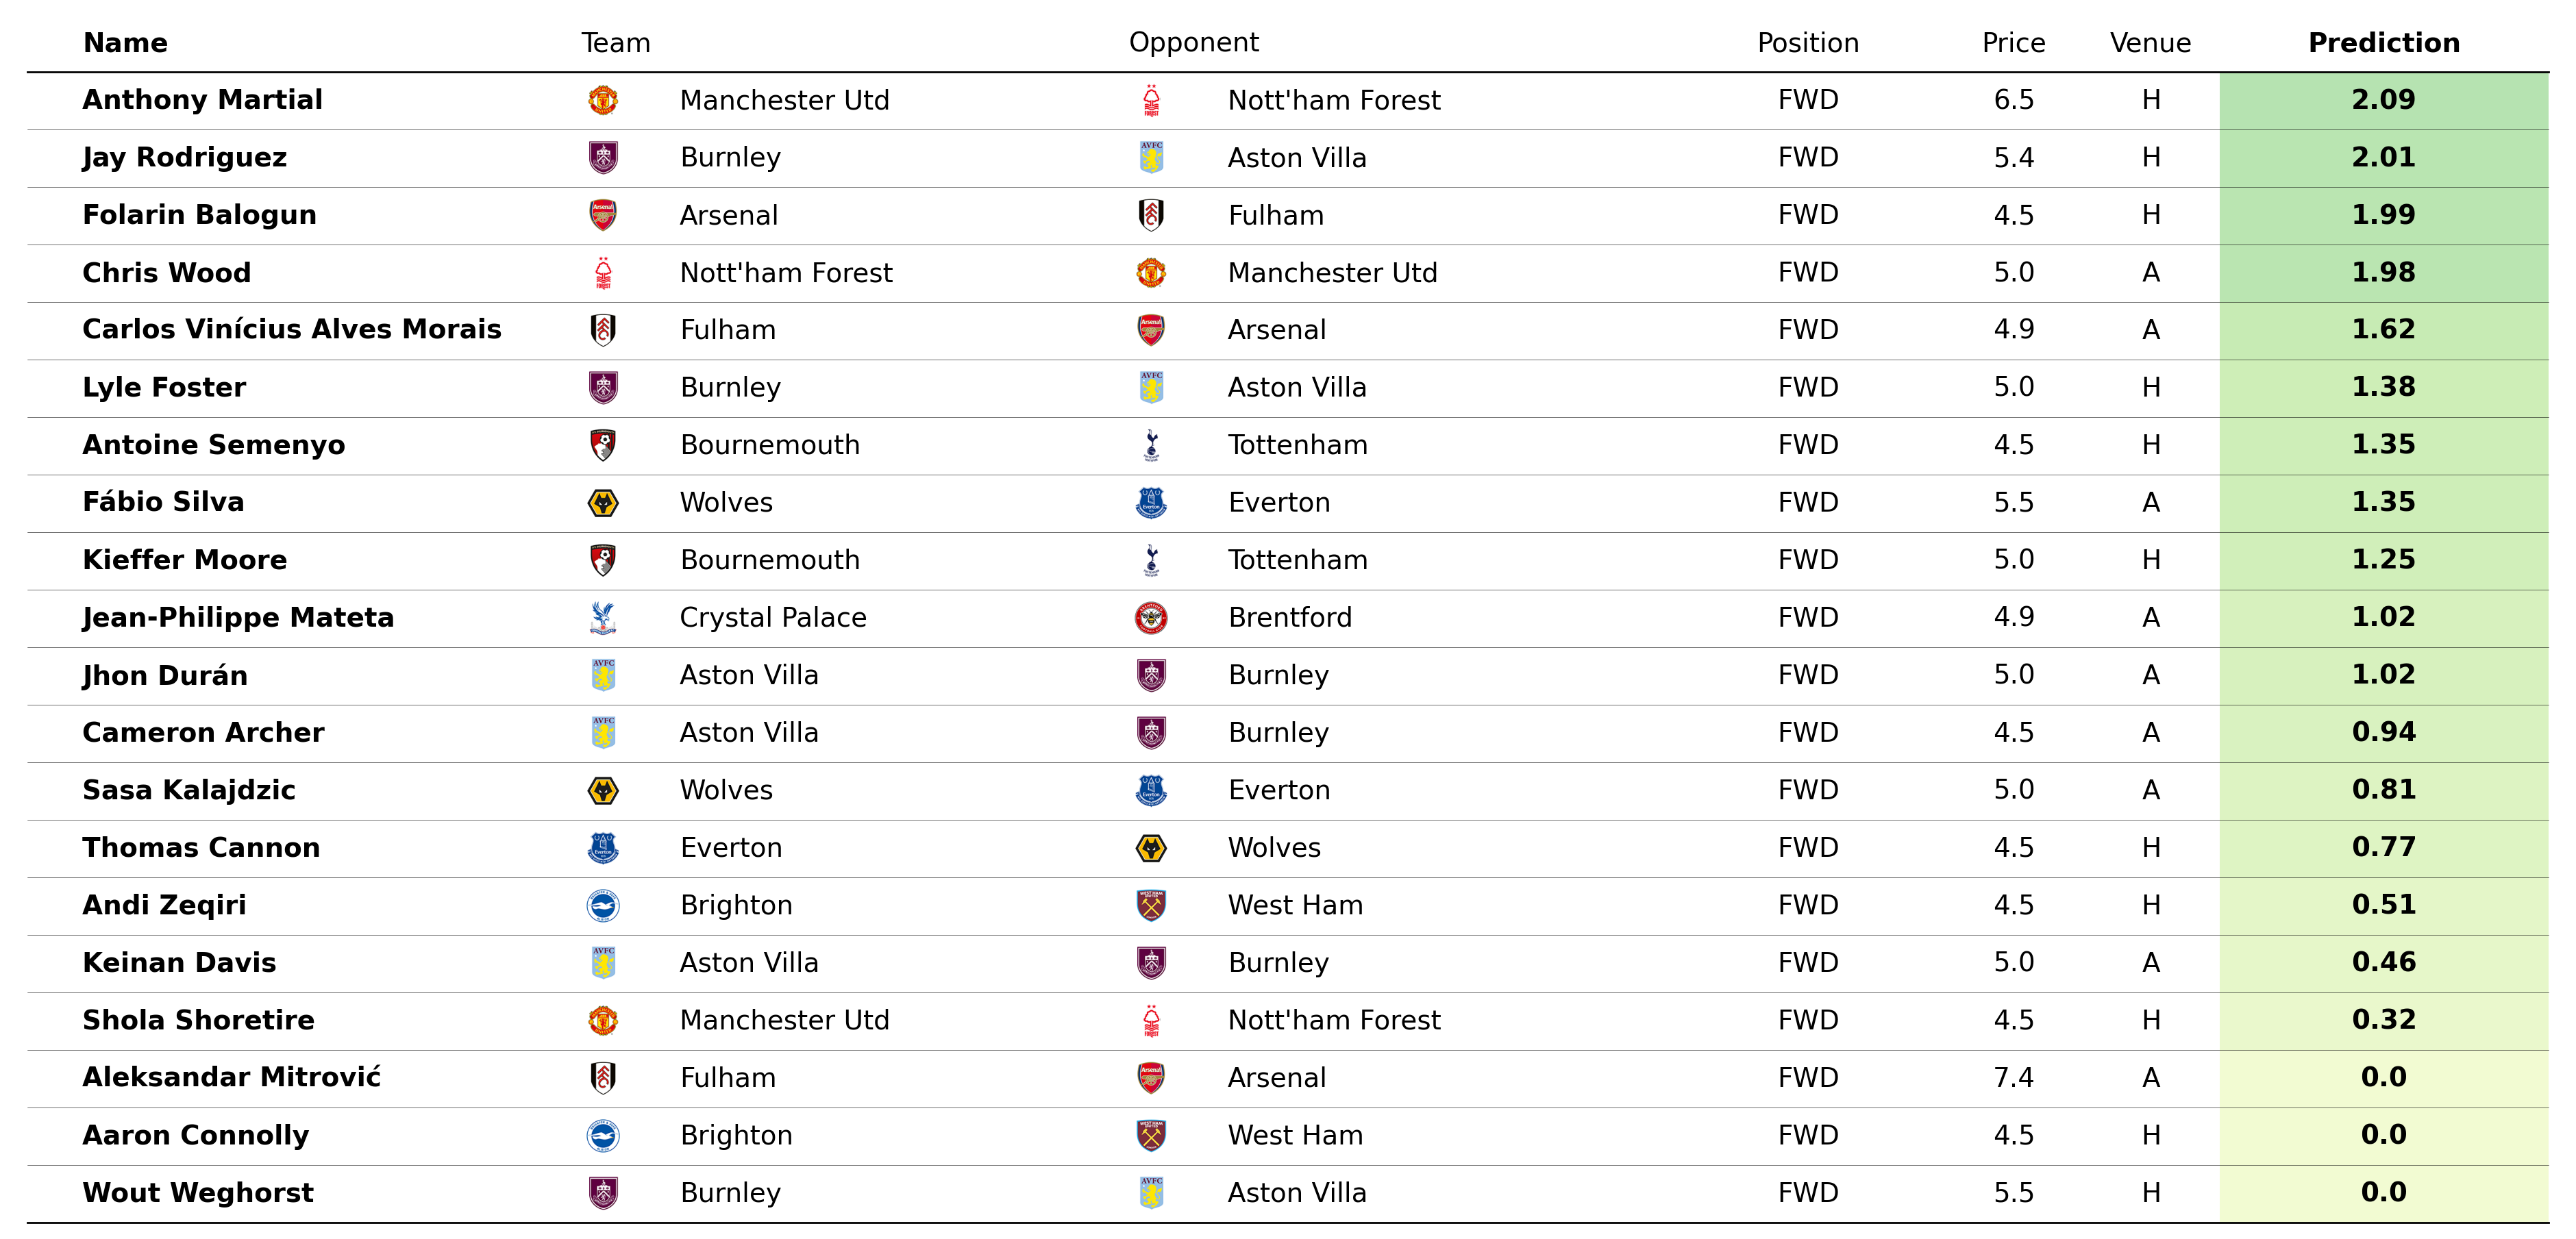 Name Team Opponent Position Price Venue Prediction
Anthony Martial Manchester Utd Nott'ham Forest FWD 6.5 H 2.09
Jay Rodriguez Burnley Aston Villa FWD 5.4 H 2.01
Folarin Balogun Arsenal Fulham FWD 4.5 H 1.99
Chris Wood Nott'ham Forest Manchester Utd FWD 5.0 A 1.98
Carlos Vinícius Alves Morais Fulham Arsenal FWD 4.9 A 1.62
Lyle Foster Burnley Aston Villa FWD 5.0 H 1.38
Antoine Semenyo Bournemouth Tottenham FWD 4.5 H 1.35
Fábio Silva Wolves Everton FWD 5.5 A 1.35
Kieffer Moore Bournemouth Tottenham FWD 5.0 H 1.25
Jean-Philippe Mateta Crystal Palace Brentford FWD 4.9 A 1.02
Jhon Durán Aston Villa Burnley FWD 5.0 A 1.02
Cameron Archer Aston Villa Burnley FWD 4.5 A 0.94
Sasa Kalajdzic Wolves Everton FWD 5.0 A 0.81
Thomas Cannon Everton Wolves FWD 4.5 H 0.77
Andi Zeqiri Brighton West Ham FWD 4.5 H 0.51
Keinan Davis Aston Villa Burnley FWD 5.0 A 0.46
Shola Shoretire Manchester Utd Nott'ham Forest FWD 4.5 H 0.32
Aleksandar Mitrović Fulham Arsenal FWD 7.4 A 0.0
Aaron Connolly Brighton West Ham FWD 4.5 H 0.0
Wout Weghorst Burnley Aston Villa FWD 5.5 H 0.0